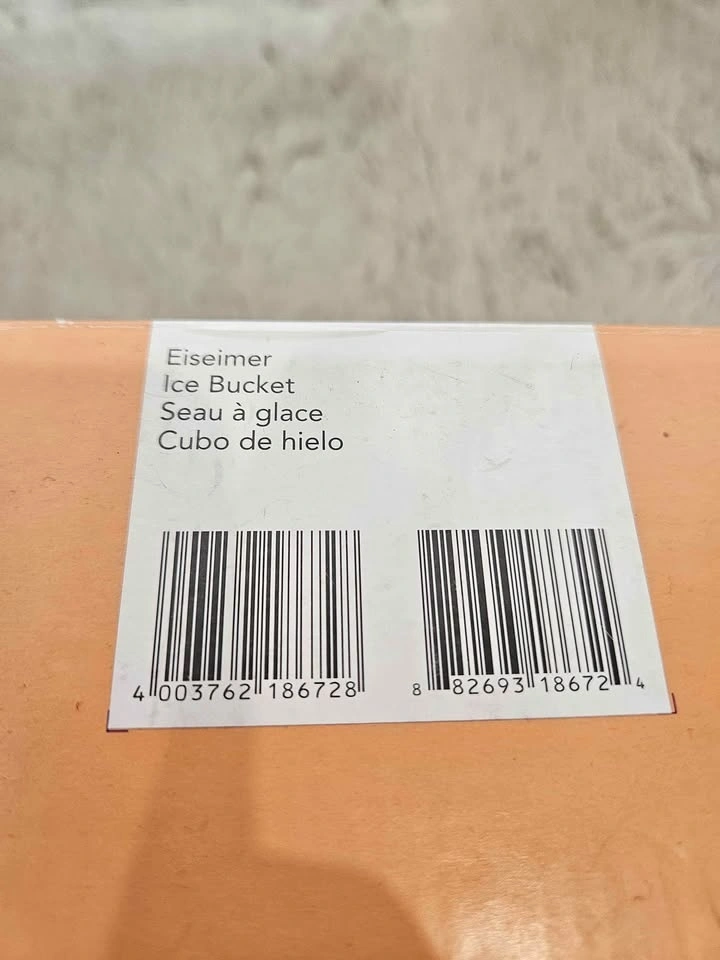 Eiseimer
Ice Bucket
Seau à glace
Cubo de hielo
4 003762 186728
8 82693 18672 4